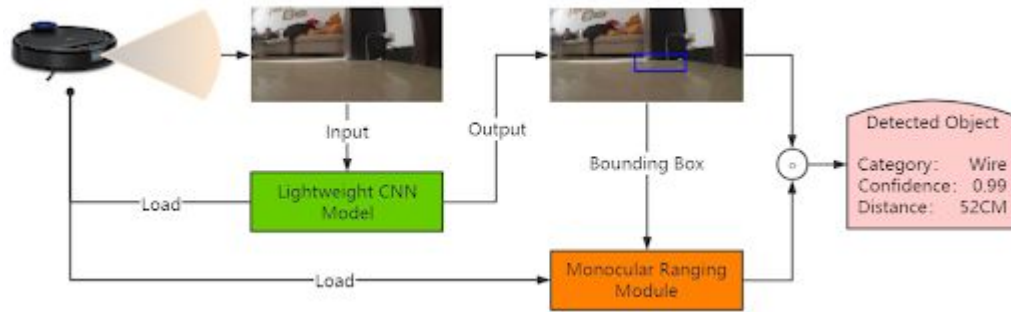 Input
Output
Bounding Box
Lightweight CNN
Model
Load
Load
Monocular Ranging
Module
Detected Object
Category: Wire
Confidence: 0.99
Distance: 52CM